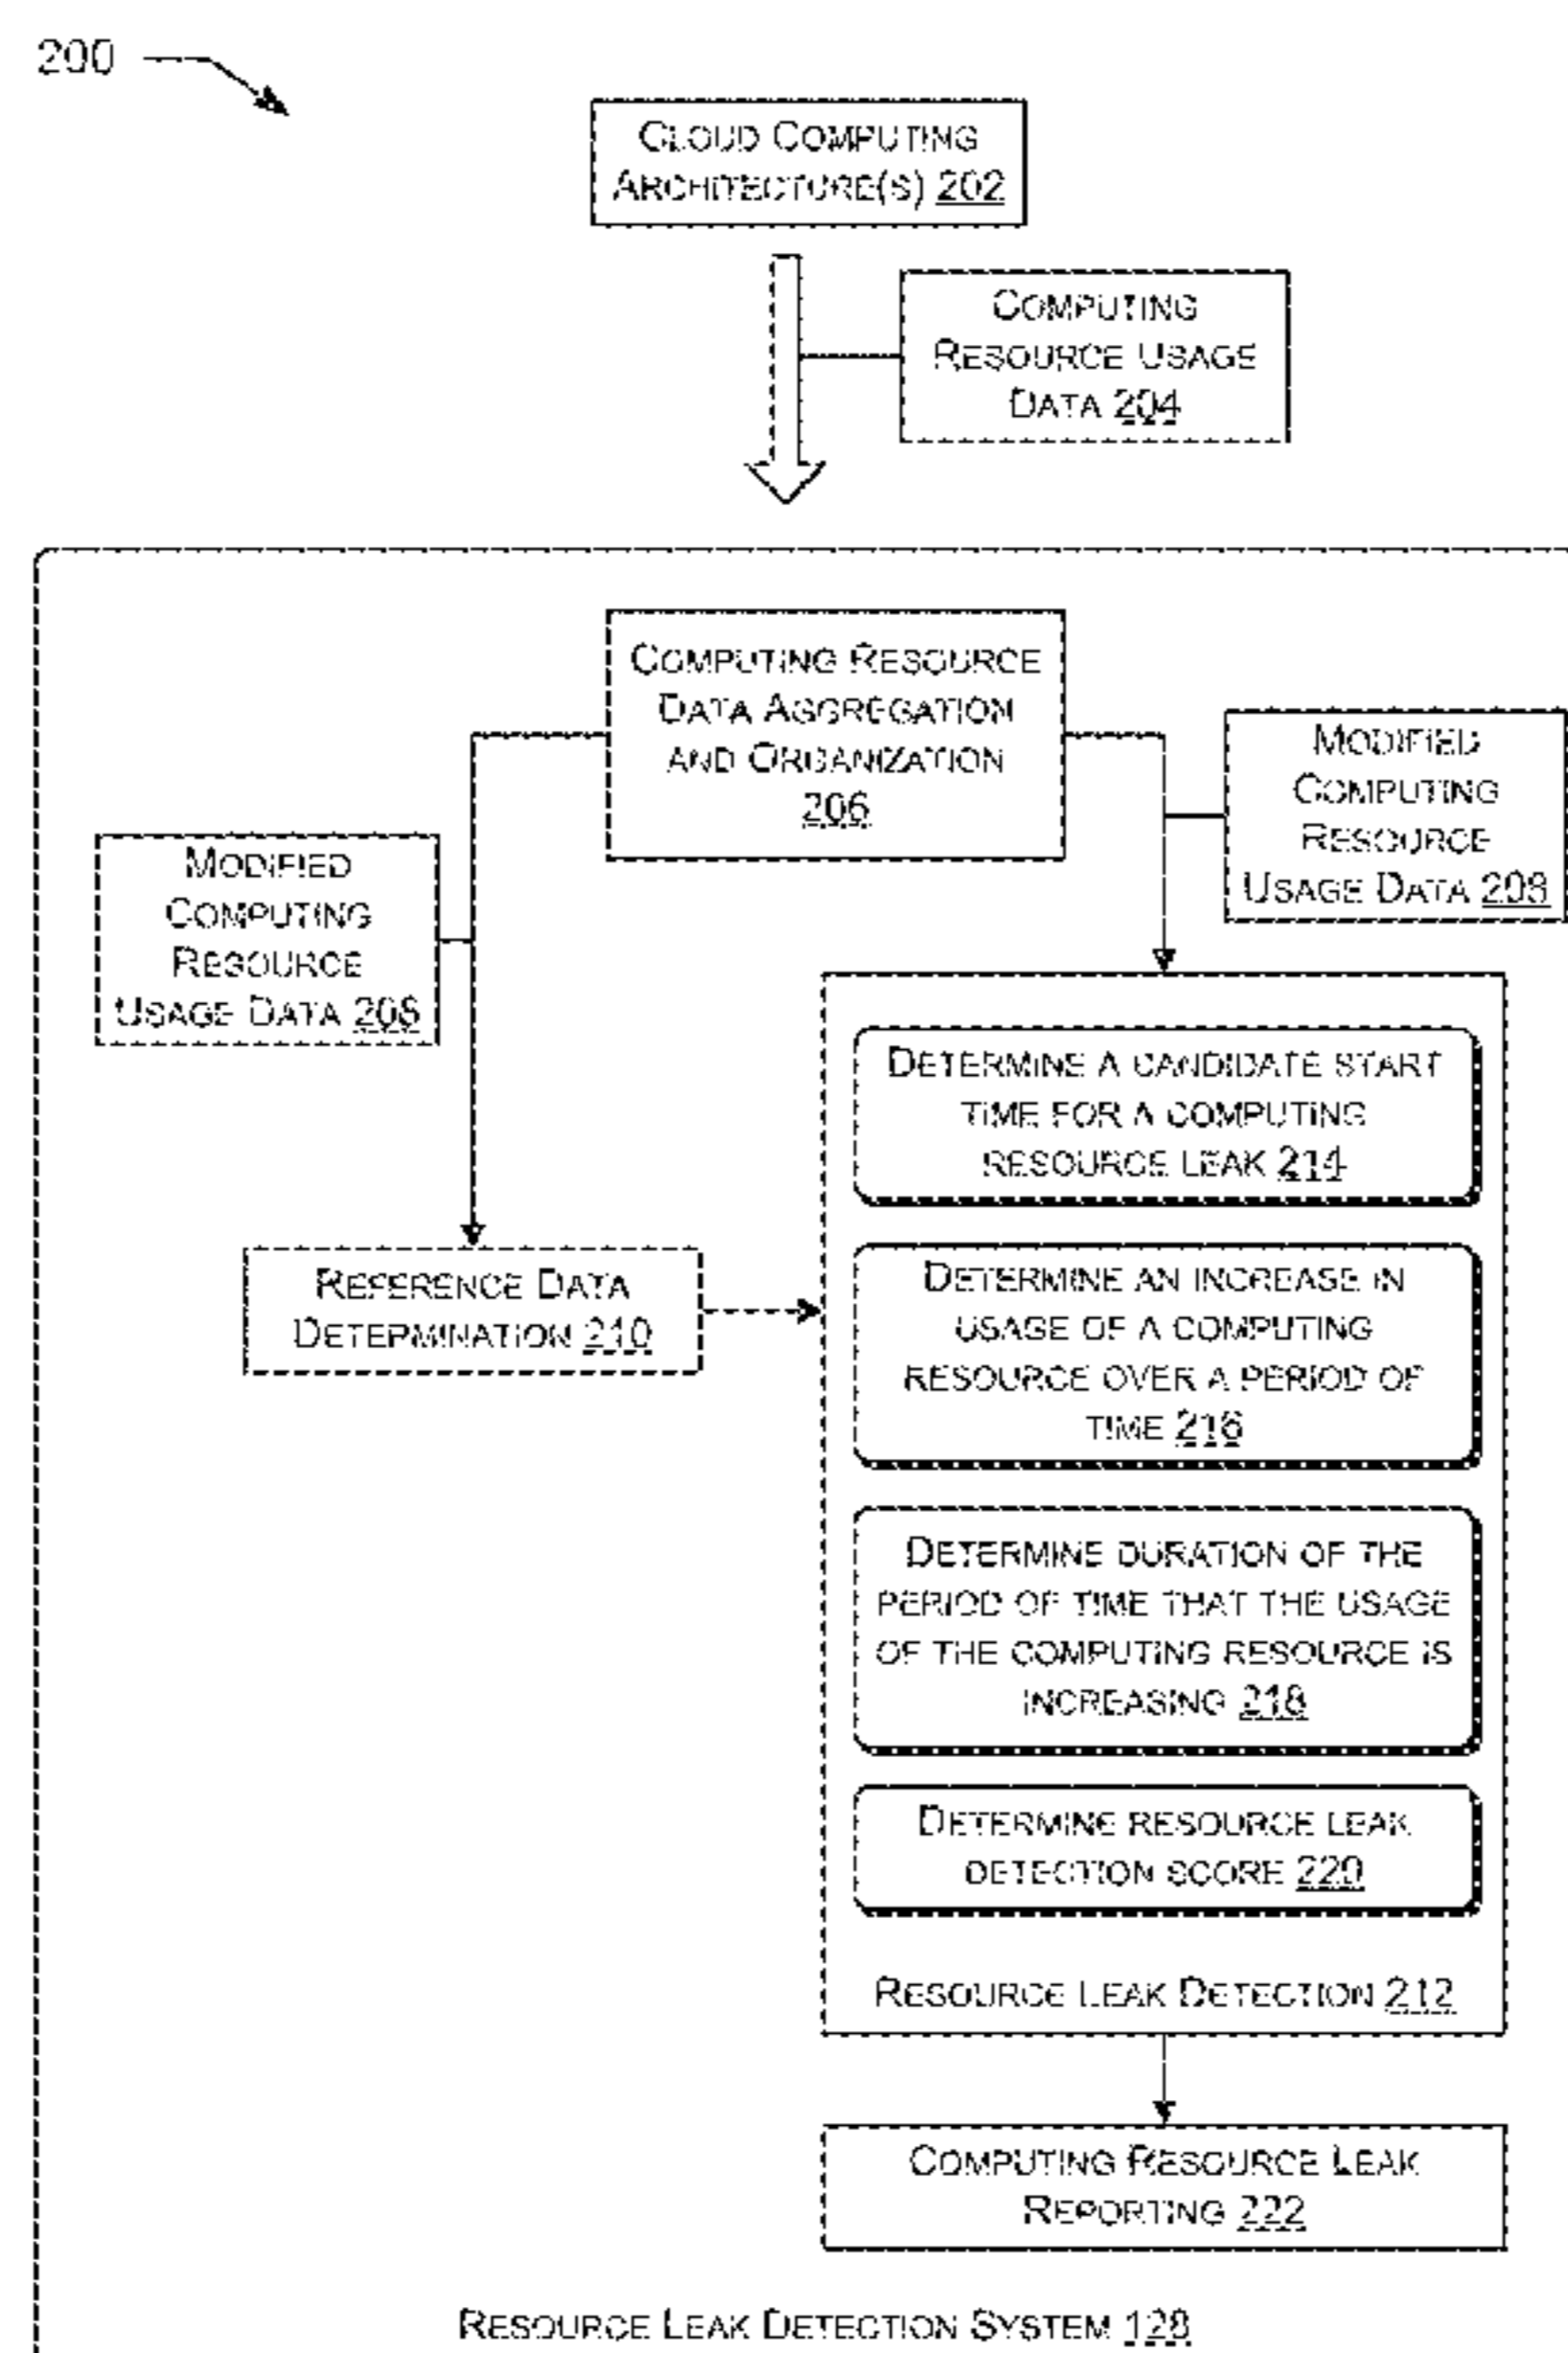 200
CLOUD COMPUTING
ARCHITECTURE(S) 202
COMPUTING
RESOURCE USAGE
DATA 204
COMPUTING RESOURCE
DATA AGGREGATION
AND ORGANIZATION
206
MODIFIED
COMPUTING
RESOURCE
USAGE DATA 208
MODIFIED
COMPUTING
RESOURCE
USAGE DATA 208
DETERMINE A CANDIDATE START
TIME FOR A COMPUTING
RESOURCE LEAK 214
REFERENCE DATA
DETERMINATION 210
DETERMINE AN INCREASE IN
USAGE OF A COMPUTING
RESOURCE OVER A PERIOD OF
TIME 216
DETERMINE DURATION OF THE
PERIOD OF TIME THAT THE USAGE
OF THE COMPUTING RESOURCE IS
INCREASING 218
DETERMINE RESOURCE LEAK
DETECTION SCORE 220
RESOURCE LEAK DETECTION 212
COMPUTING RESOURCE LEAK
REPORTING 222
RESOURCE LEAK DETECTION SYSTEM 128